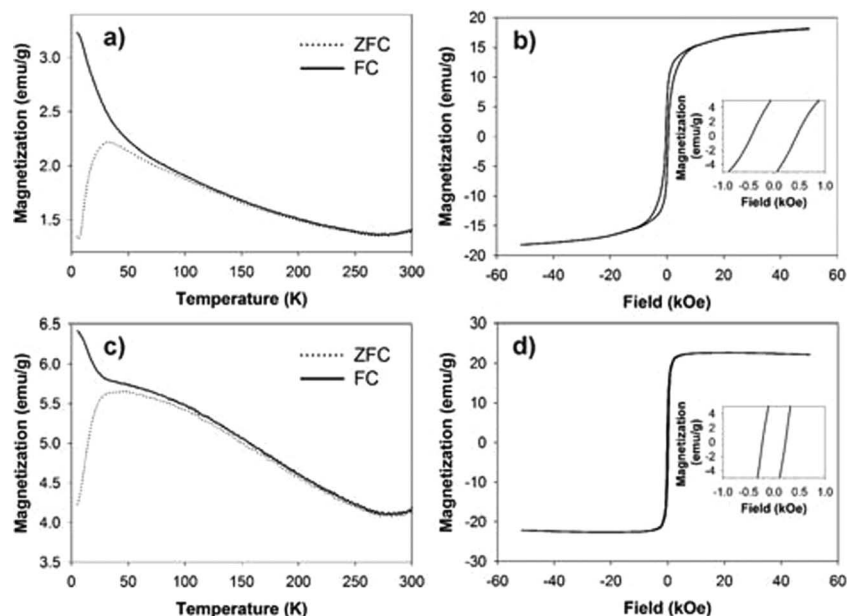 a)
ZFC
FC
Magnetization (emu/g)
3.0
2.5
2.0
1.5
0 50 100 150 200 250 300
Temperature (K)
b)
Magnetization (emu/g)
20
15
10
5
0
-5
-10
-15
-20
-60 -40 -20 0 20 40 60
Field (kOe)
Magnetization
(emu/g)
4
2
0
-2
-4
-1.0 -0.5 0.0 0.5 1.0
Field (kOe)
c)
ZFC
FC
Magnetization (emu/g)
6.5
6.0
5.5
5.0
4.5
4.0
3.5
0 50 100 150 200 250 300
Temperature (K)
d)
Magnetization (emu/g)
30
20
10
0
-10
-20
-30
-60 -40 -20 0 20 40 60
Field (kOe)
Magnetization
(emu/g)
4
2
0
-2
-4
-1.0 -0.5 0.0 0.5 1.0
Field (kOe)